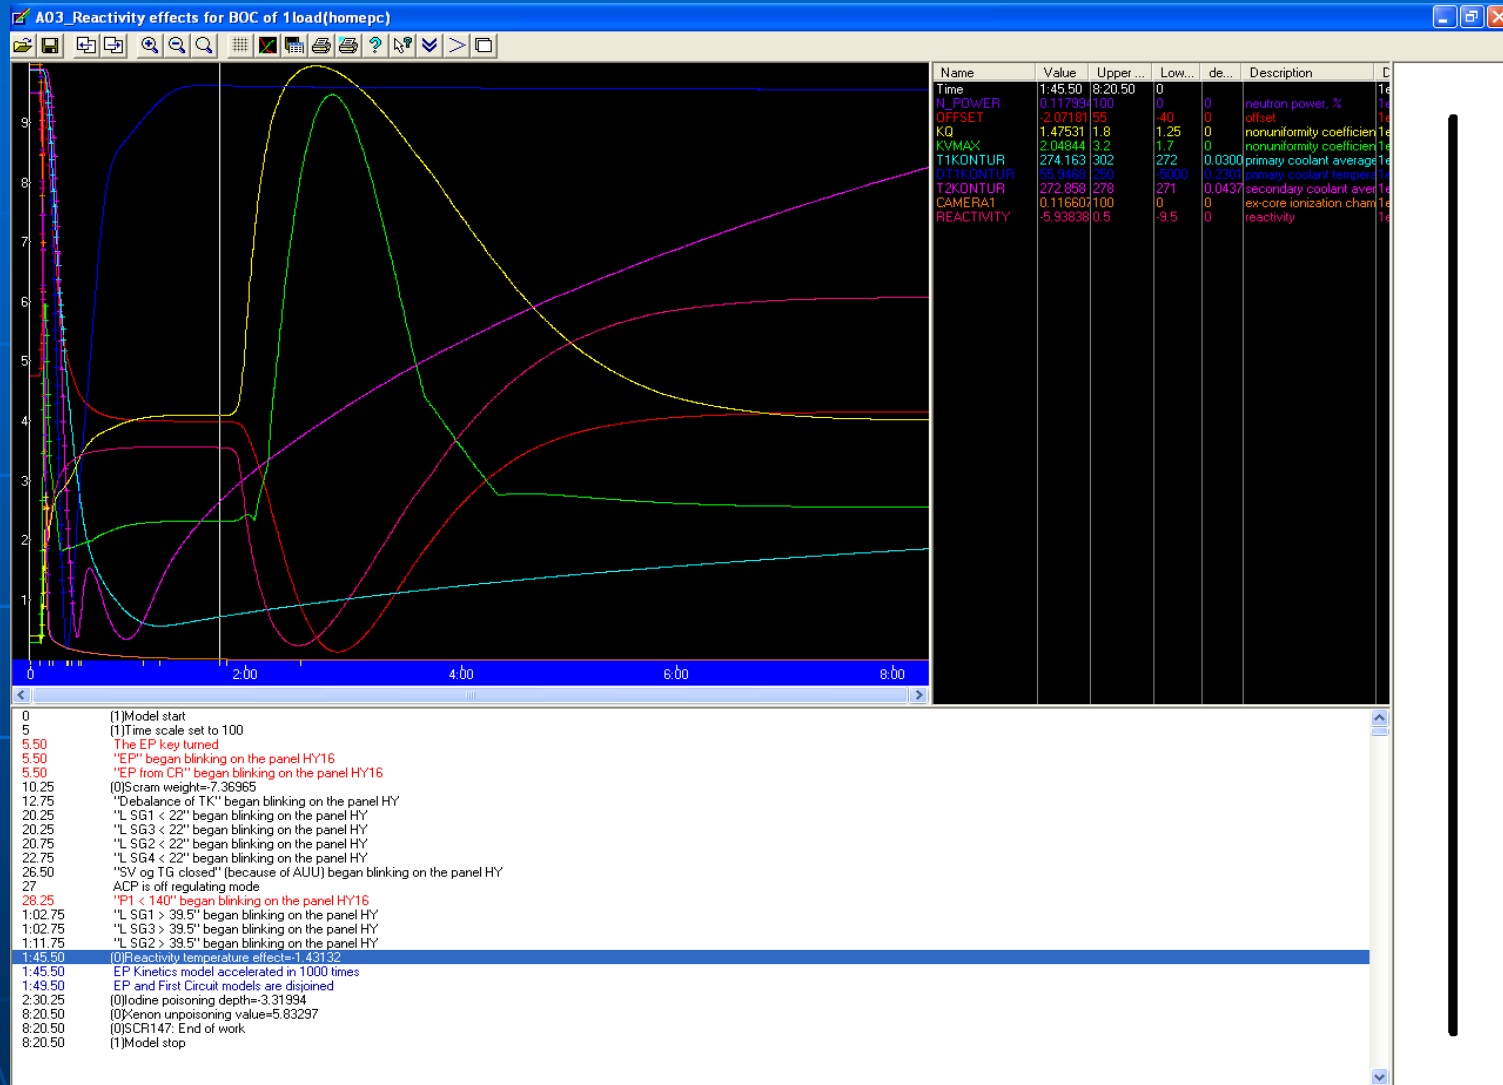 A03_Reactivity effects for BOC of 1load(homepc)
Name Value Upper ... Low... de... Description D
Time 1:45.50 8:20.50 0 1e
N_POWER 0.117994 100 0 0 neutron power, % 1e
OFFSET -2.07181 55 -40 0 offset 1e
KQ 1.47531 1.8 1.25 0 nonuniformity coefficien 1e
KVMAX 2.04844 3.2 1.7 0 nonuniformity coefficien 1e
T1KONTUR 274.163 302 272 0.0300 primary coolant average 1e
DT1KONTUR 55.9468 250 -5000 0.2301 primary coolant tempera 1e
T2KONTUR 272.858 278 271 0.0437 secondary coolant aver 1e
CAMERA1 0.116607 100 0 0 ex-core ionization cham 1e
REACTIVITY -5.93838 0.5 -9.5 0 reactivity 1e
9
8
7
6
5
4
3
2
1
0 2:00 4:00 6:00 8:00
0 (1)Model start
5 (1)Time scale set to 100
5.50 The EP key turned
5.50 "EP" began blinking on the panel HY16
5.50 "EP from CR" began blinking on the panel HY16
10.25 (0)Scram weight=-7.36965
12.75 "Debalance of TK" began blinking on the panel HY
20.25 "L SG1 < 22" began blinking on the panel HY
20.25 "L SG3 < 22" began blinking on the panel HY
20.75 "L SG2 < 22" began blinking on the panel HY
22.75 "L SG4 < 22" began blinking on the panel HY
26.50 "SV og TG closed" (because of AUU) began blinking on the panel HY
27 ACP is off regulating mode
28.25 "P1 < 140" began blinking on the panel HY16
1:02.75 "L SG1 > 39.5" began blinking on the panel HY
1:02.75 "L SG3 > 39.5" began blinking on the panel HY
1:11.75 "L SG2 > 39.5" began blinking on the panel HY
1:45.50 (0)Reactivity temperature effect=-1.43132
1:45.50 EP Kinetics model accelerated in 1000 times
1:49.50 EP and First Circuit models are disjoined
2:30.25 (0)Iodine poisoning depth=-3.31994
8:20.50 (0)Xenon unpoisoning value=5.83297
8:20.50 (0)SCR147: End of work
8:20.50 (1)Model stop